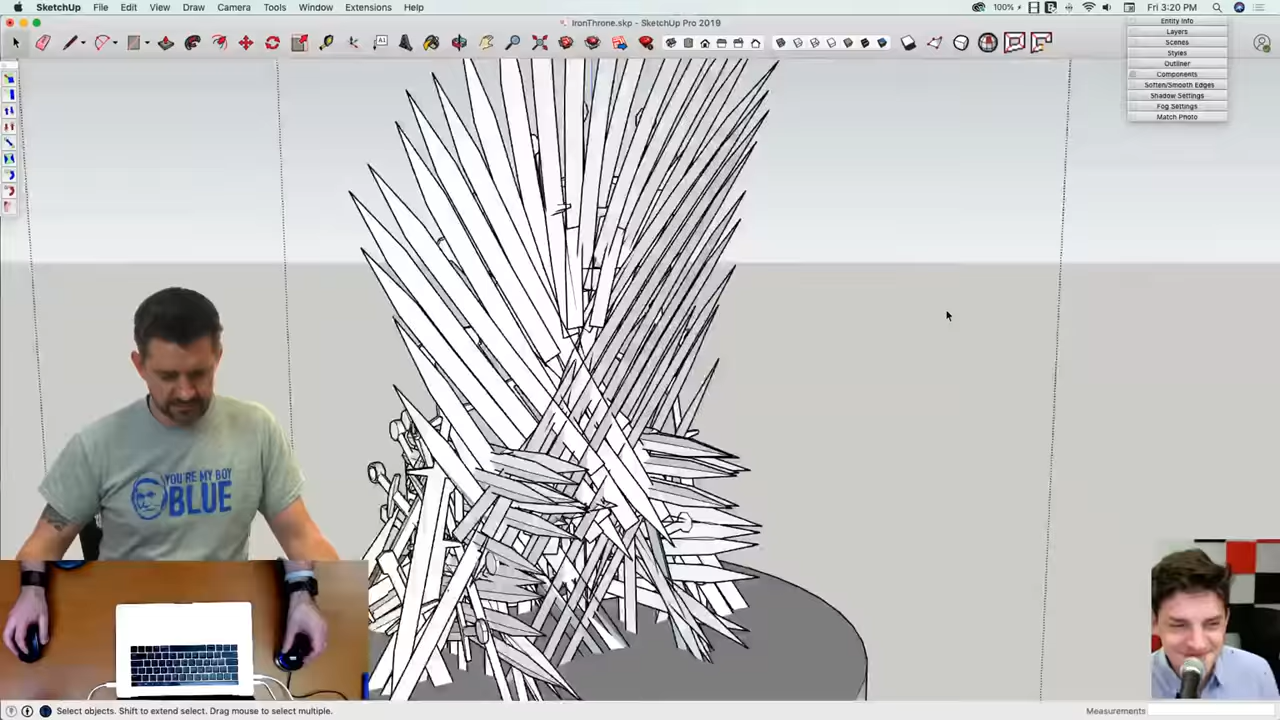 SketchUp File Edit View Draw Camera Tools Window Extensions Help
100% Fri 3:20 PM
IronThrone.skp - SketchUp Pro 2019
Entity Info
Layers
Scenes
Styles
Outliner
Components
Soften/Smooth Edges
Shadow Settings
Fog Settings
Match Photo
YOU'RE MY BOY
BLUE
Select objects. Shift to extend select. Drag mouse to select multiple.
Measurements